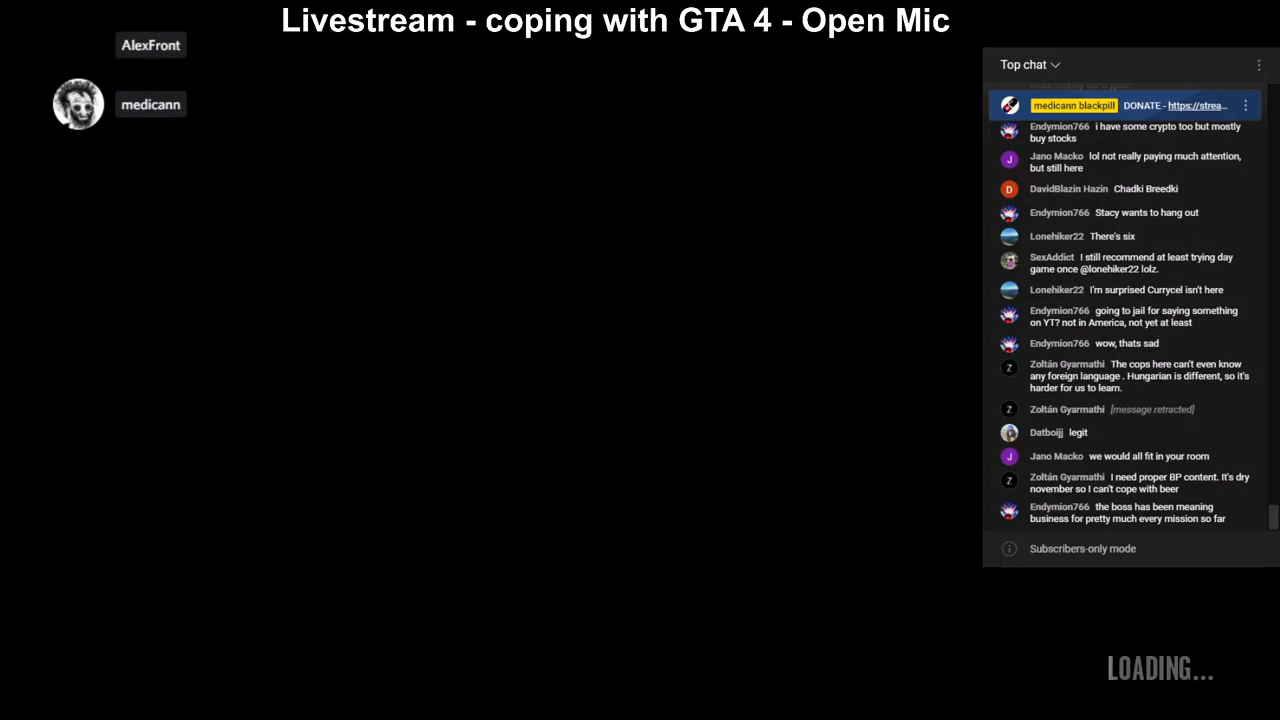 Livestream - coping with GTA 4 - Open Mic
AlexFront
medicann
Top chat
medicann blackpill DONATE - https://strea...
Endymion766 i have some crypto too but mostly
buy stocks
Jano Macko lol not really paying much attention,
but still here
DavidBlazin Hazin Chadki Breedki
Endymion766 Stacy wants to hang out
Lonehiker22 There's six
SexAddict I still recommend at least trying day
game once @lonehiker22 lolz.
Lonehiker22 I'm surprised Currycel isn't here
Endymion766 going to jail for saying something
on YT? not in America, not yet at least
Endymion766 wow, thats sad
Zoltán Gyarmathi The cops here can't even know
any foreign language . Hungarian is different, so it's
harder for us to learn.
Zoltán Gyarmathi [message retracted]
Datboijj legit
Jano Macko we would all fit in your room
Zoltán Gyarmathi I need proper BP content. It's dry
november so I can't cope with beer
Endymion766 the boss has been meaning
business for pretty much every mission so far
Subscribers-only mode
LOADING...